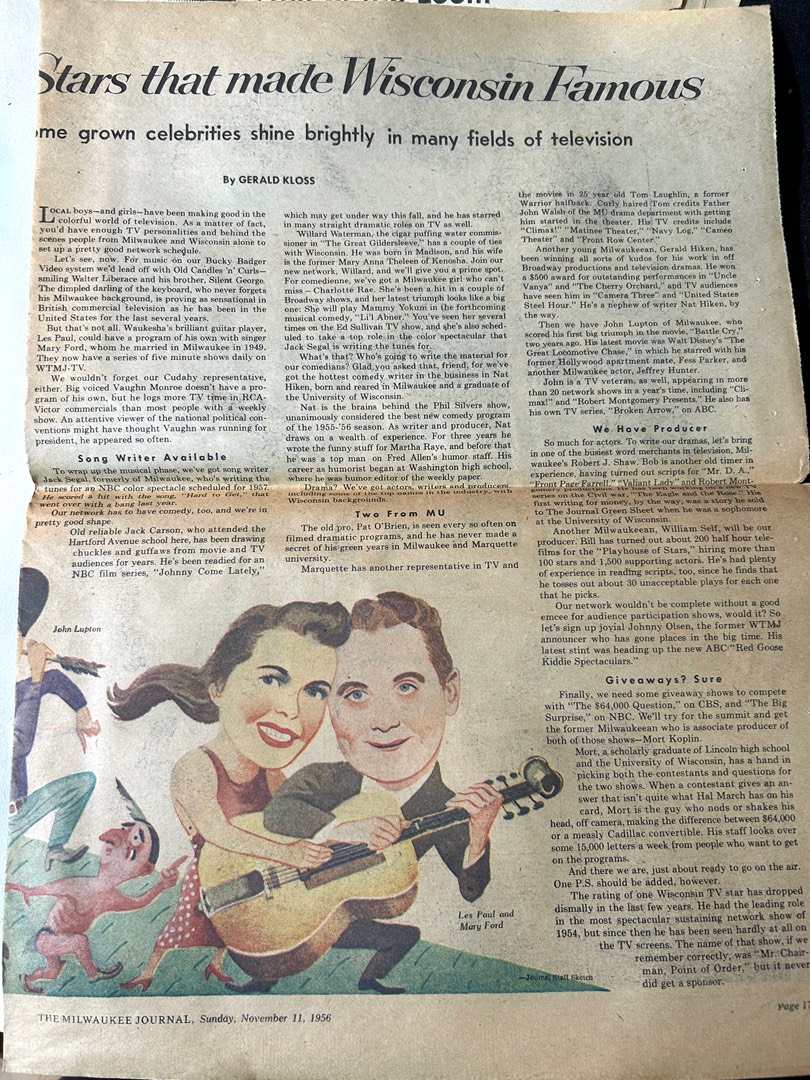 Stars that made Wisconsin Famous
ome grown celebrities shine brightly in many fields of television
By GERALD KLOSS
LOCAL boys—and girls—have been making good in the
colorful world of television. As a matter of fact,
you'd have enough TV personalities and behind the
scenes people from Milwaukee and Wisconsin alone to
set up a pretty good network schedule.
Let's see, now. For music on our Bucky Badger
Video system we'd lead off with Old Candles 'n' Curls—
smiling Walter Liberace and his brother, Silent George.
The dimpled darling of the keyboard, who never forgets
his Milwaukee background, is proving as sensational in
British commercial television as he has been in the
United States for the last several years.
But that's not all. Waukesha's brilliant guitar player,
Les Paul, could have a program of his own with singer
Mary Ford, whom he married in Milwaukee in 1949.
They now have a series of five minute shows daily on
WTMJ-TV.
We wouldn't forget our Cudahy representative,
either. Big voiced Vaughn Monroe doesn't have a pro-
gram of his own, but he logs more TV time in RCA-
Victor commercials than most people with a weekly
show. An attentive viewer of the national political con-
ventions might have thought Vaughn was running for
president, he appeared so often.
Song Writer Available
To wrap up the musical phase, we've got song writer
Jack Segal, formerly of Milwaukee, who's writing the
tunes for an NBC color spectacle scheduled for 1957.
He scored a hit with the song, "Hard to Get," that
went over with a bang last year.
Our network has to have comedy, too, and we're in
pretty good shape.
Old reliable Jack Carson, who attended the
Hartford Avenue school here, has been drawing
chuckles and guffaws from movie and TV
audiences for years. He's been readied for an
NBC film series, "Johnny Come Lately,"
which may get under way this fall, and he has starred
in many straight dramatic roles on TV as well.
Willard Waterman, the cigar puffing water commis-
sioner in "The Great Gildersleeve," has a couple of ties
with Wisconsin. He was born in Madison, and his wife
is the former Mary Anna Theleen of Kenosha. Join our
new network, Willard, and we'll give you a prime spot.
For comedienne, we've got a Milwaukee girl who can't
miss — Charlotte Rae. She's been a hit in a couple of
Broadway shows, and her latest triumph looks like a big
one: She will play Mammy Yokum in the forthcoming
musical comedy, "Li'l Abner." You've seen her several
times on the Ed Sullivan TV show, and she's also sched-
uled to take a top role in the color spectacular that
Jack Segal is writing the tunes for.
What's that? Who's going to write the material for
our comedians? Glad you asked that, friend; for we've
got the hottest comedy writer in the business in Nat
Hiken, born and reared in Milwaukee and a graduate of
the University of Wisconsin.
Nat is the brains behind the Phil Silvers show,
unanimously considered the best new comedy program
of the 1955-'56 season. As writer and producer, Nat
draws on a wealth of experience. For three years he
wrote the funny stuff for Martha Raye, and before that
he was a top man on Fred Allen's humor staff. His
career as humorist began at Washington high school,
where he was humor editor of the weekly paper.
Drama? We've got actors, writers and producers,
including some of the top names in the industry, with
Wisconsin backgrounds.
Two From MU
The old pro, Pat O'Brien, is seen every so often on
filmed dramatic programs, and he has never made a
secret of his green years in Milwaukee and Marquette
university.
Marquette has another representative in TV and
the movies in 25 year old Tom Laughlin, a former
Warrior halfback. Curly haired Tom credits Father
John Walsh of the MU drama department with getting
him started in the theater. His TV credits include
"Climax!" "Matinee Theater," "Navy Log," "Cameo
Theater" and "Front Row Center."
Another young Milwaukeean, Gerald Hiken, has
been winning all sorts of kudos for his work in off
Broadway productions and television dramas. He won
a $500 award for outstanding performances in "Uncle
Vanya" and "The Cherry Orchard," and TV audiences
have seen him in "Camera Three" and "United States
Steel Hour." He's a nephew of writer Nat Hiken, by
the way.
Then we have John Lupton of Milwaukee, who
scored his first big triumph in the movie, "Battle Cry,"
two years ago. His latest movie was Walt Disney's "The
Great Locomotive Chase," in which he starred with his
former Hollywood apartment mate, Fess Parker, and
another Milwaukee actor, Jeffrey Hunter.
John is a TV veteran, as well, appearing in more
than 20 network shows in a year's time, including "Cli-
max!" and "Robert Montgomery Presents." He also has
his own TV series, "Broken Arrow," on ABC.
We Have Producer
So much for actors. To write our dramas, let's bring
in one of the busiest word merchants in television, Mil-
waukee's Robert J. Shaw. Bob is another old timer in
experience, having turned out scripts for "Mr. D. A.,"
"Front Page Farrell," "Valiant Lady" and Robert Mont-
series on the Civil war, "The Eagle and the Rose." His
first writing for money, by the way, was a story he sold
to The Journal Green Sheet when he was a sophomore
at the University of Wisconsin.
Another Milwaukeean, William Self, will be our
producer. Bill has turned out about 200 half hour tele-
films for the "Playhouse of Stars," hiring more than
100 stars and 1,500 supporting actors. He's had plenty
of experience in reading scripts, too, since he finds that
he tosses out about 30 unacceptable plays for each one
that he picks.
Our network wouldn't be complete without a good
emcee for audience participation shows, would it? So
let's sign up jovial Johnny Olsen, the former WTMJ
announcer who has gone places in the big time. His
latest stint was heading up the new ABC "Red Goose
Kiddie Spectaculars."
Giveaways? Sure
Finally, we need some giveaway shows to compete
with "The $64,000 Question," on CBS, and "The Big
Surprise," on NBC. We'll try for the summit and get
the former Milwaukeean who is associate producer of
both of those shows—Mort Koplin.
Mort, a scholarly graduate of Lincoln high school
and the University of Wisconsin, has a hand in
picking both the contestants and questions for
the two shows. When a contestant gives an an-
swer that isn't quite what Hal March has on his
card, Mort is the guy who nods or shakes his
head, off camera, making the difference between $64,000
or a measly Cadillac convertible. His staff looks over
some 15,000 letters a week from people who want to get
on the programs.
And there we are, just about ready to go on the air.
One P.S. should be added, however.
The rating of one Wisconsin TV star has dropped
dismally in the last few years. He had the leading role
in the most spectacular sustaining network show of
1954, but since then he has been seen hardly at all on
the TV screens. The name of that show, if we
remember correctly, was "Mr. Chair-
man, Point of Order," but it never
did get a sponsor.
John Lupton
Les Paul and
Mary Ford
—Journal Staff Sketch
THE MILWAUKEE JOURNAL, Sunday, November 11, 1956
Page 17